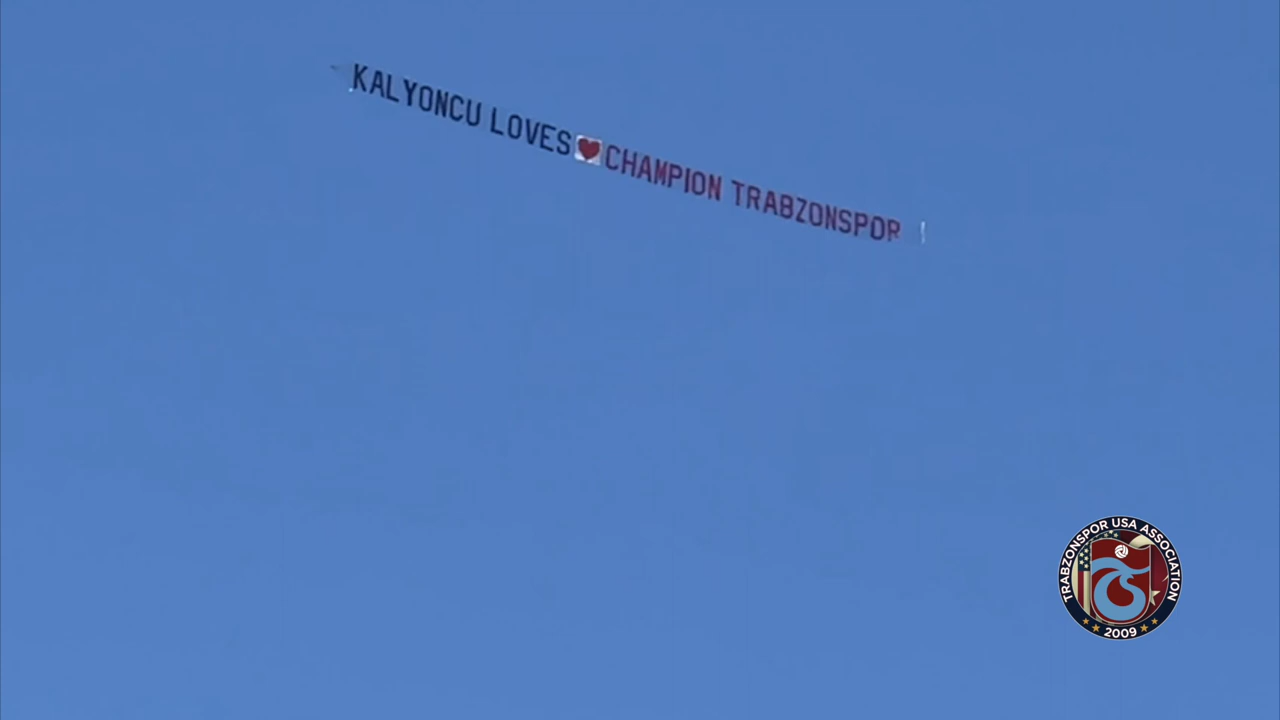 KALYONCU LOVES❤CHAMPION TRABZONSPOR
TRABZONSPOR USA ASSOCIATION
2009